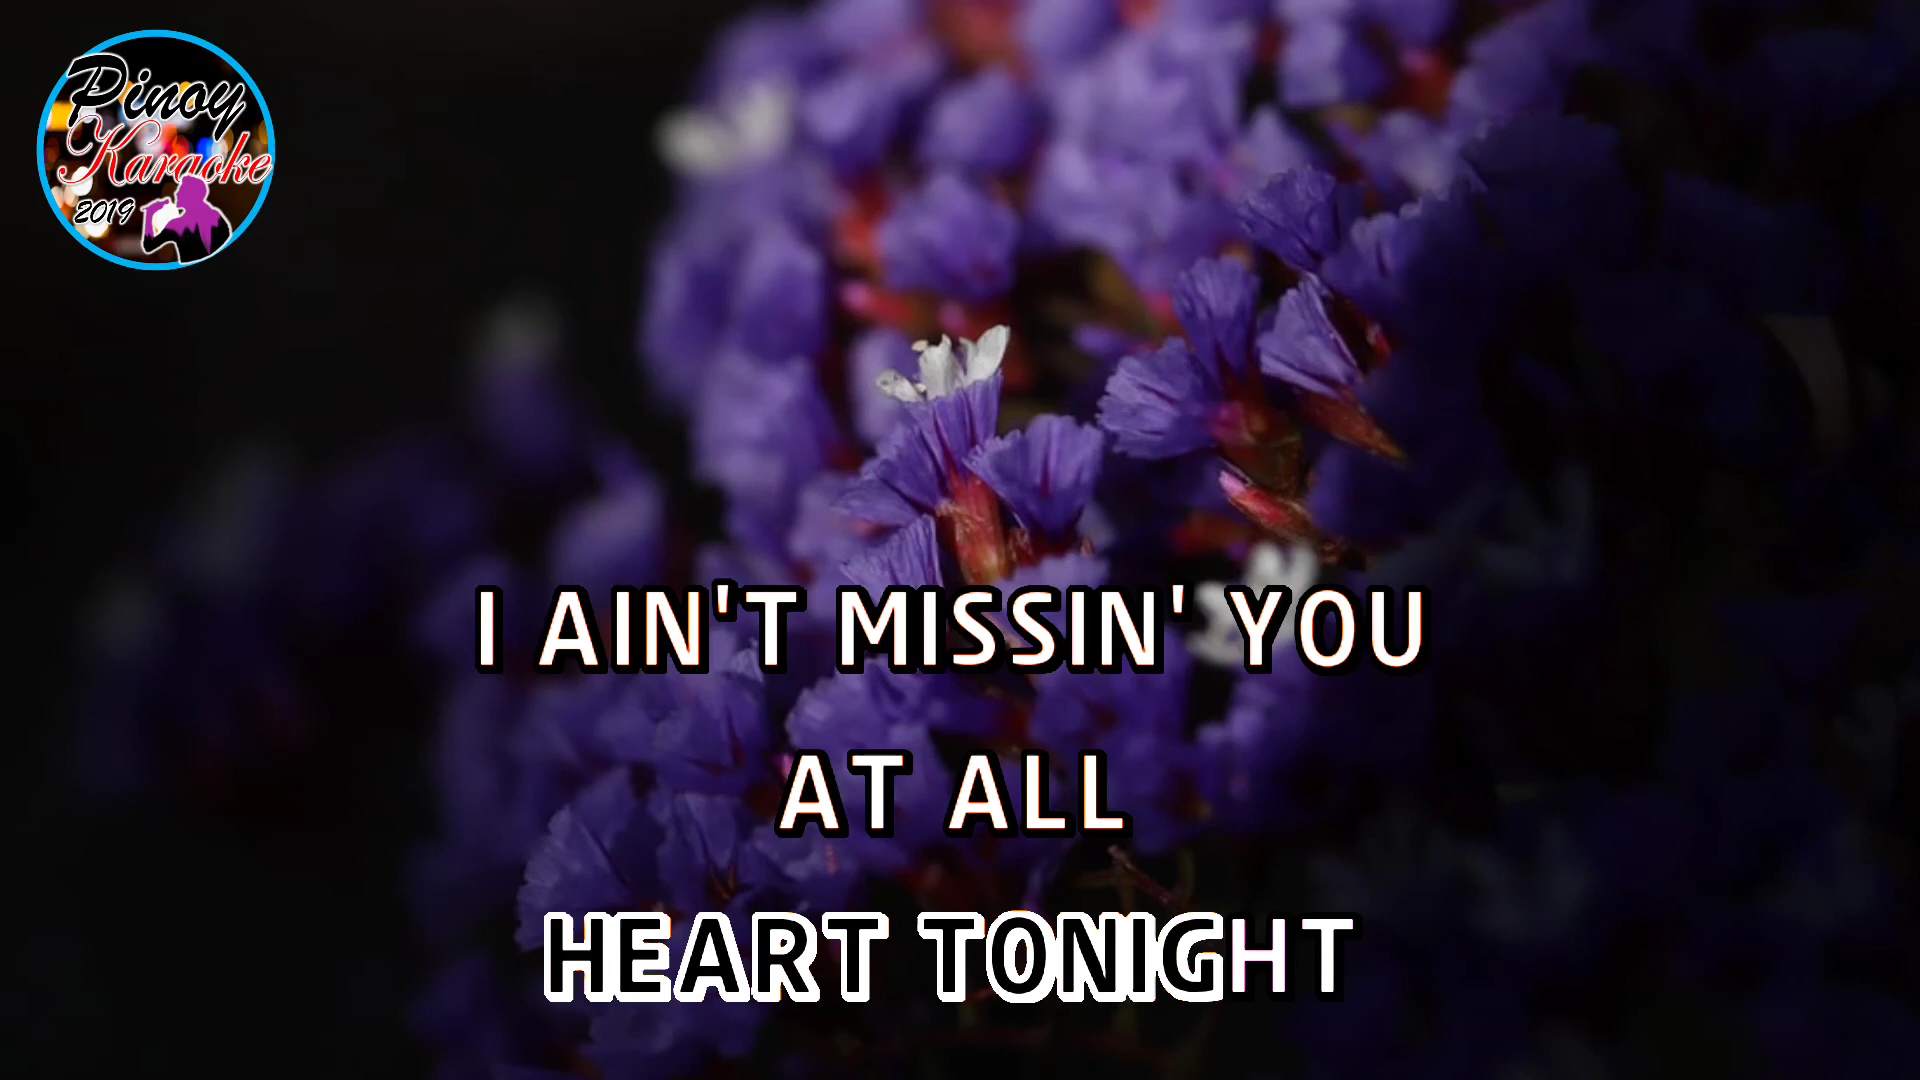 Pinoy
Karaoke
2019
I AIN'T MISSIN' YOU
AT ALL
HEART TONIGHT